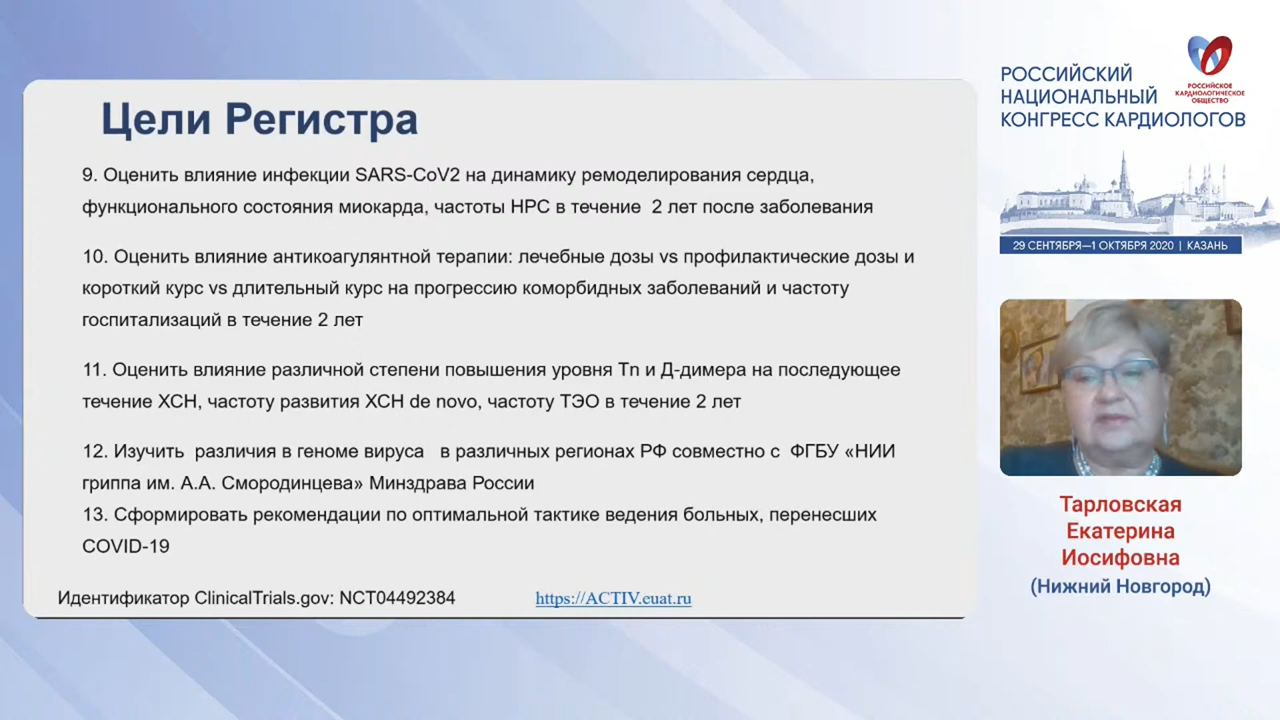 Цели Регистра
9. Оценить влияние инфекции SARS-CoV2 на динамику ремоделирования сердца,
функционального состояния миокарда, частоты НРС в течение 2 лет после заболевания
10. Оценить влияние антикоагулянтной терапии: лечебные дозы vs профилактические дозы и
короткий курс vs длительный курс на прогрессию коморбидных заболеваний и частоту
госпитализаций в течение 2 лет
11. Оценить влияние различной степени повышения уровня Тn и Д-димера на последующее
течение ХСН, частоту развития ХСН de novo, частоту ТЭО в течение 2 лет
12. Изучить различия в геноме вируса в различных регионах РФ совместно с ФГБУ «НИИ
гриппа им. А.А. Смородинцева» Минздрава России
13. Сформировать рекомендации по оптимальной тактике ведения больных, перенесших
COVID-19
Идентификатор ClinicalTrials.gov: NCT04492384
https://ACTIV.euat.ru
РОССИЙСКИЙ
НАЦИОНАЛЬНЫЙ
КОНГРЕСС КАРДИОЛОГОВ
РОССИЙСКОЕ
КАРДИОЛОГИЧЕСКОЕ
ОБЩЕСТВО
29 СЕНТЯБРЯ—1 ОКТЯБРЯ 2020 | КАЗАНЬ
Тарловская
Екатерина
Иосифовна
(Нижний Новгород)